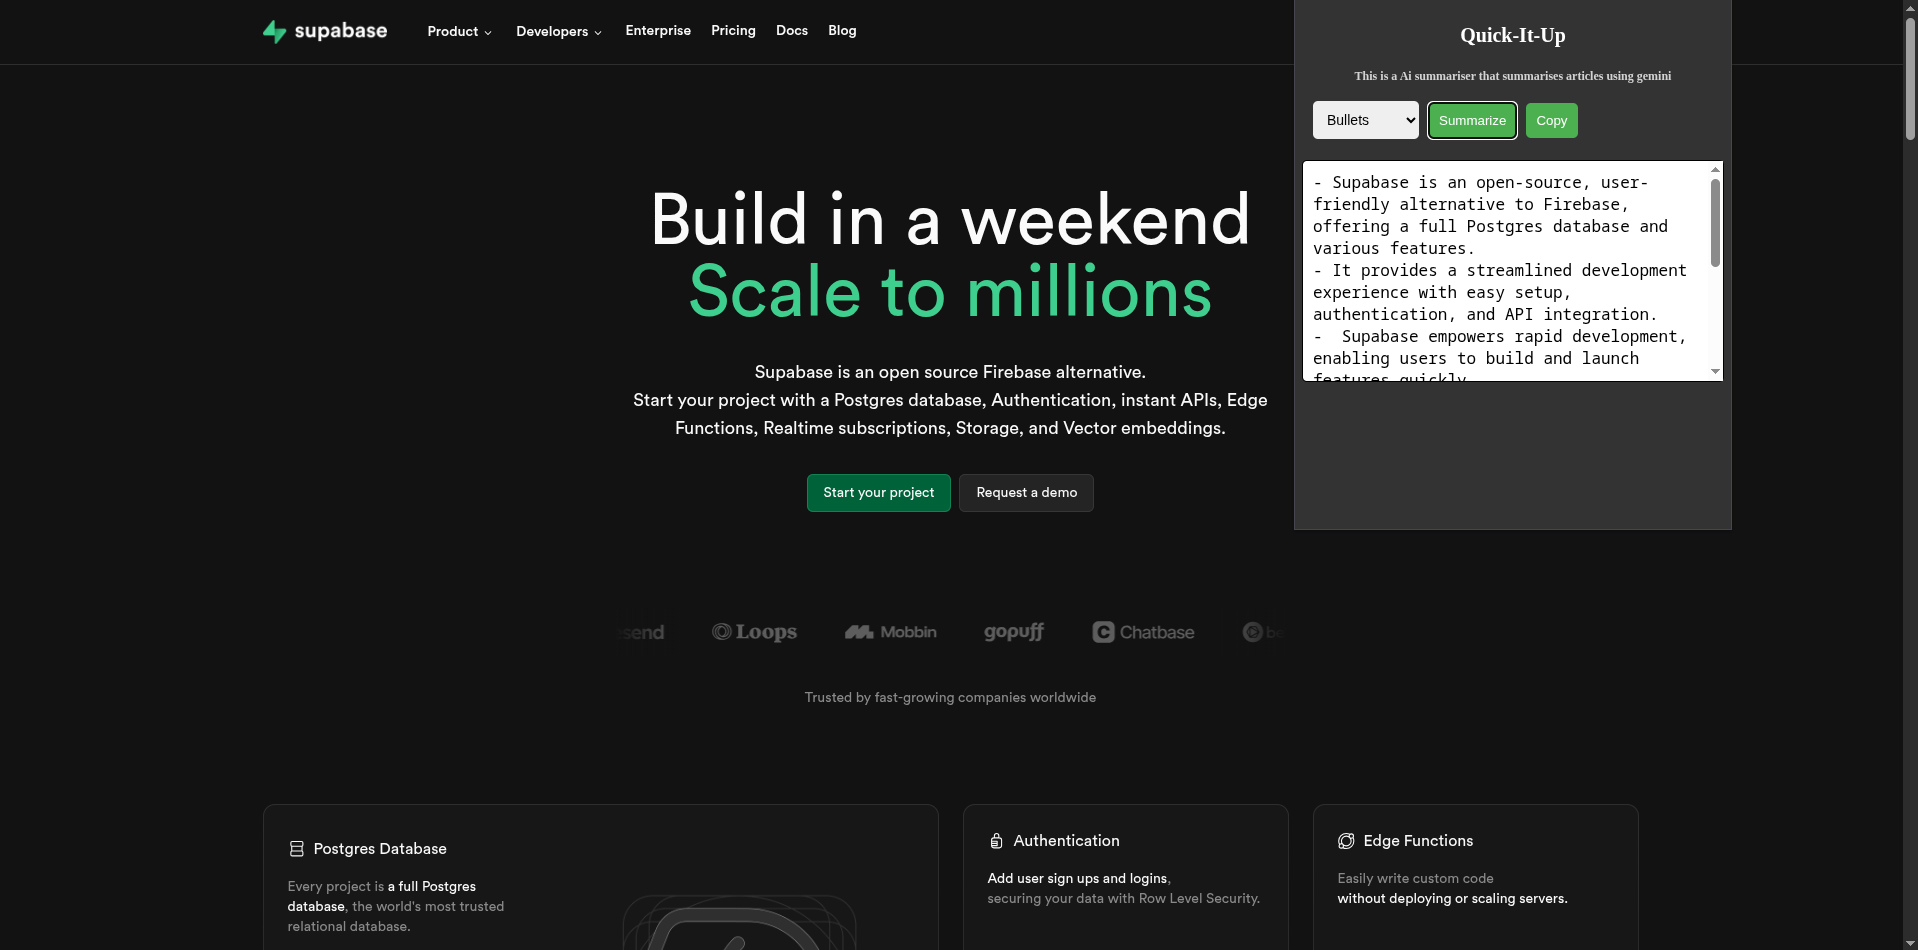 supabase
Product
Developers
Enterprise
Pricing
Docs
Blog
Build in a weekend
Scale to millions
Supabase is an open source Firebase alternative.
Start your project with a Postgres database, Authentication, instant APIs, Edge
Functions, Realtime subscriptions, Storage, and Vector embeddings.
Start your project
Request a demo
Quick-It-Up
This is a Ai summariser that summarises articles using gemini
Bullets
Summarize
Copy
- Supabase is an open-source, user-
friendly alternative to Firebase,
offering a full Postgres database and
various features.
- It provides a streamlined development
experience with easy setup,
authentication, and API integration.
-  Supabase empowers rapid development,
enabling users to build and launch
features quickly
Loops
Mobbin
gopuff
Chatbase
Trusted by fast-growing companies worldwide
Postgres Database
Every project is a full Postgres
database, the world's most trusted
relational database.
Authentication
Add user sign ups and logins,
securing your data with Row Level Security.
Edge Functions
Easily write custom code
without deploying or scaling servers.